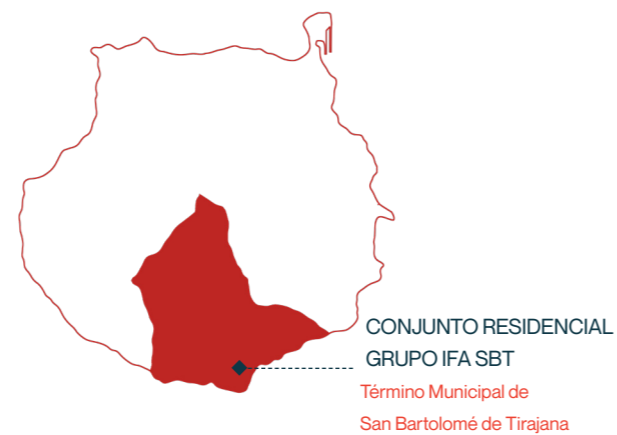 CONJUNTO RESIDENCIAL
GRUPO IFA SBT
Término Municipal de
San Bartolomé de Tirajana